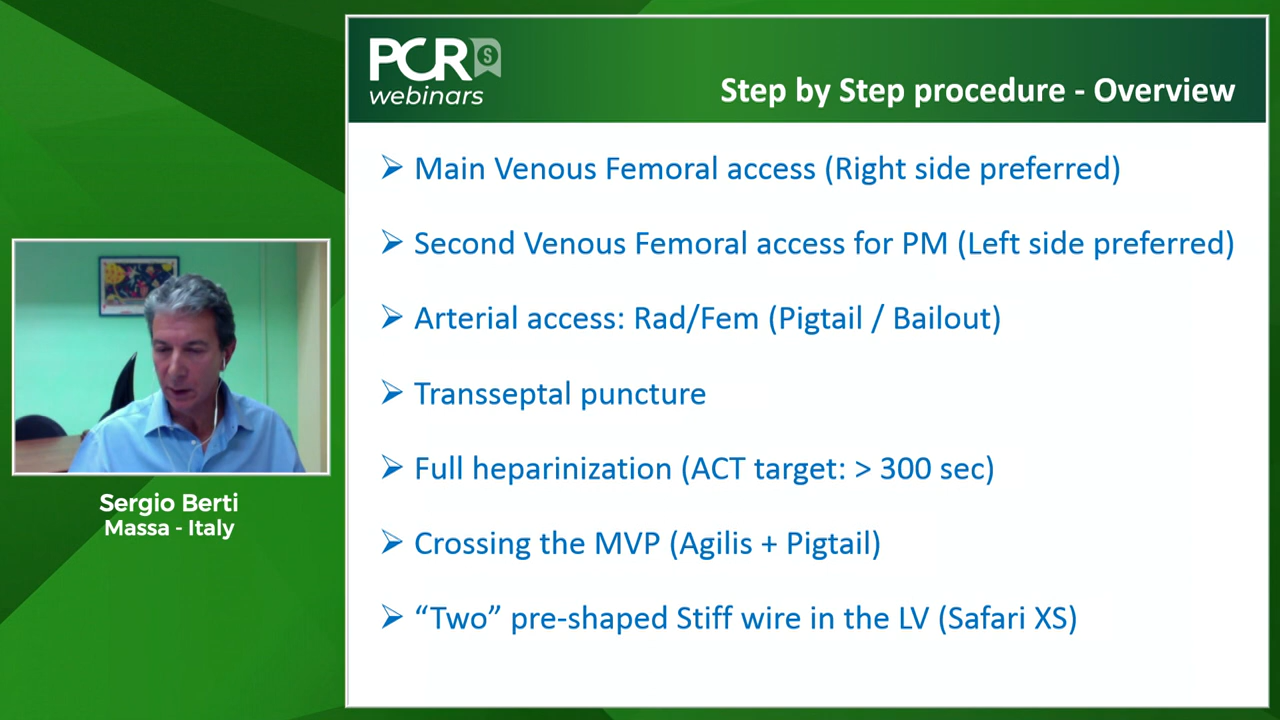 PCR
webinars
Step by Step procedure - Overview
➢ Main Venous Femoral access (Right side preferred)
➢ Second Venous Femoral access for PM (Left side preferred)
➢ Arterial access: Rad/Fem (Pigtail / Bailout)
➢ Transseptal puncture
➢ Full heparinization (ACT target: > 300 sec)
➢ Crossing the MVP (Agilis + Pigtail)
➢ “Two” pre-shaped Stiff wire in the LV (Safari XS)
Sergio Berti
Massa - Italy